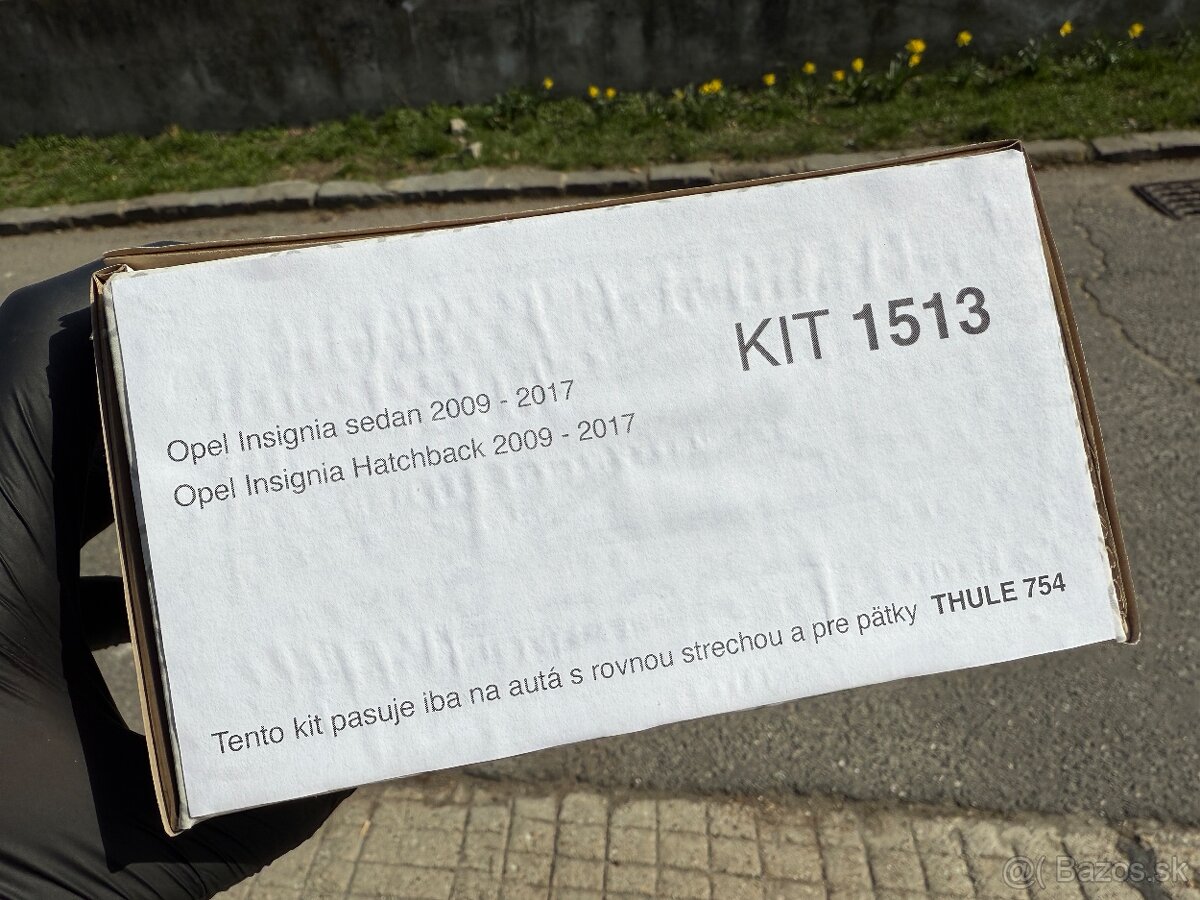 KIT 1513
Opel Insignia sedan 2009 - 2017
Opel Insignia Hatchback 2009 - 2017
Tento kit pasuje iba na autá s rovnou strechou a pre pätky THULE 754
@( Bazos.sk